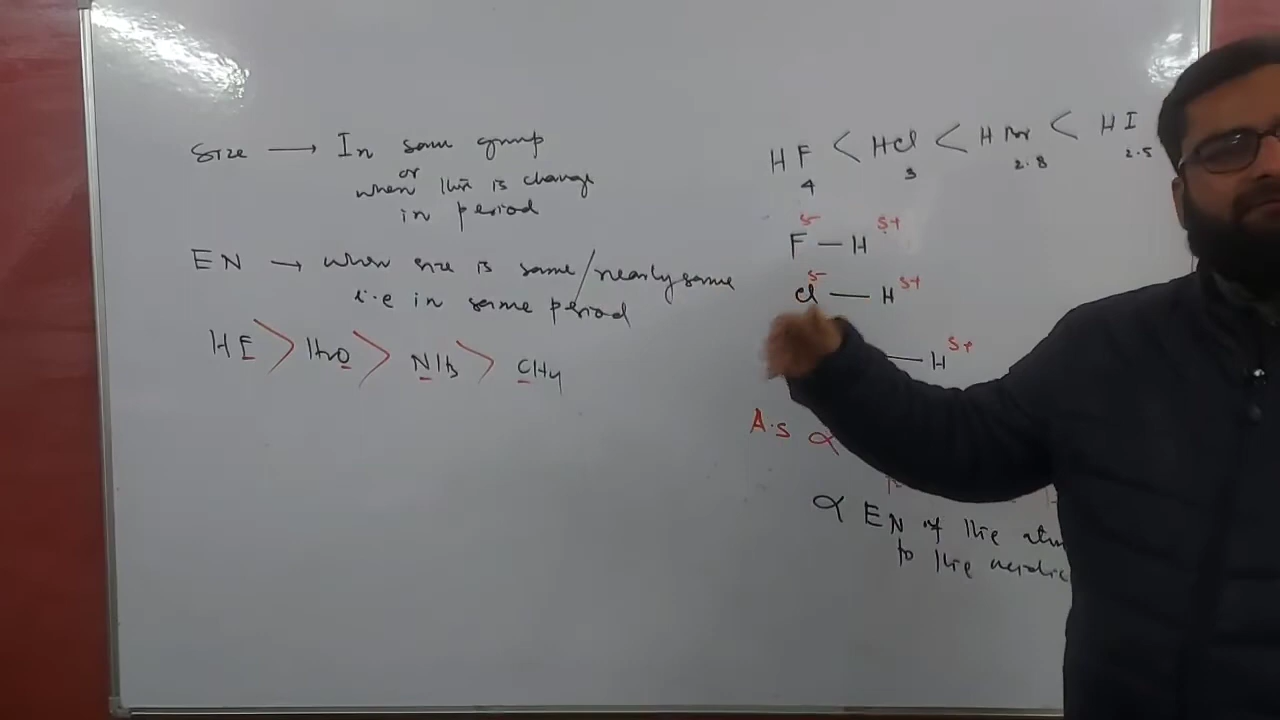 Size → In same group
or
when there is change
in period
EN → when size is same/nearly same
i.e in same period
HF > H2O > NH3 > CH4
HF < HCl < HBr < HI
4 3 2.8 2.5
δ- δ+
F — H
δ- δ+
Cl — H
δ+
— H
A.S ∝
∝ EN of the atom
to the acidic